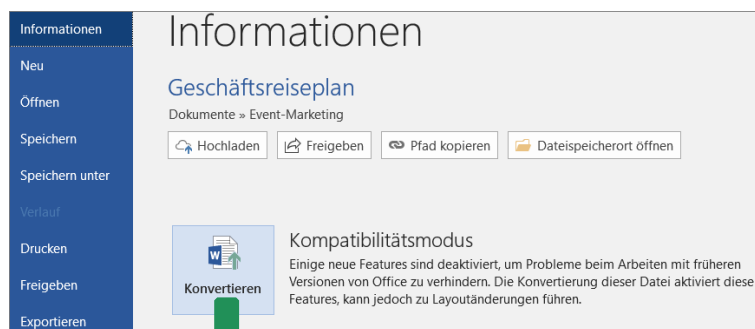 Informationen
Neu
Öffnen
Speichern
Speichern unter
Verlauf
Drucken
Freigeben
Exportieren
Informationen
Geschäftsreiseplan
Dokumente » Event-Marketing
Hochladen Freigeben Pfad kopieren Dateispeicherort öffnen
W
Konvertieren
Kompatibilitätsmodus
Einige neue Features sind deaktiviert, um Probleme beim Arbeiten mit früheren
Versionen von Office zu verhindern. Die Konvertierung dieser Datei aktiviert diese
Features, kann jedoch zu Layoutänderungen führen.